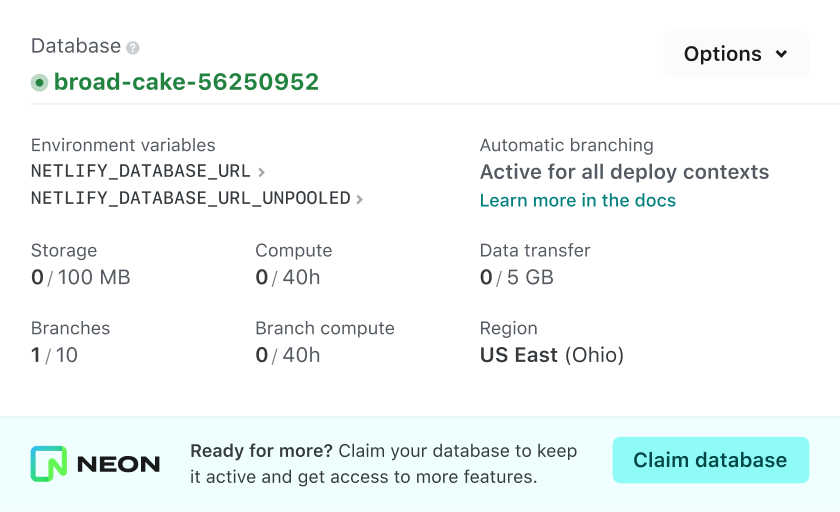 Database ?
Options
broad-cake-56250952
Environment variables
NETLIFY_DATABASE_URL
NETLIFY_DATABASE_URL_UNPOOLED
Automatic branching
Active for all deploy contexts
Learn more in the docs
Storage
0 / 100 MB
Compute
0 / 40h
Data transfer
0 / 5 GB
Branches
1 / 10
Branch compute
0 / 40h
Region
US East (Ohio)
NEON
Ready for more? Claim your database to keep
it active and get access to more features.
Claim database